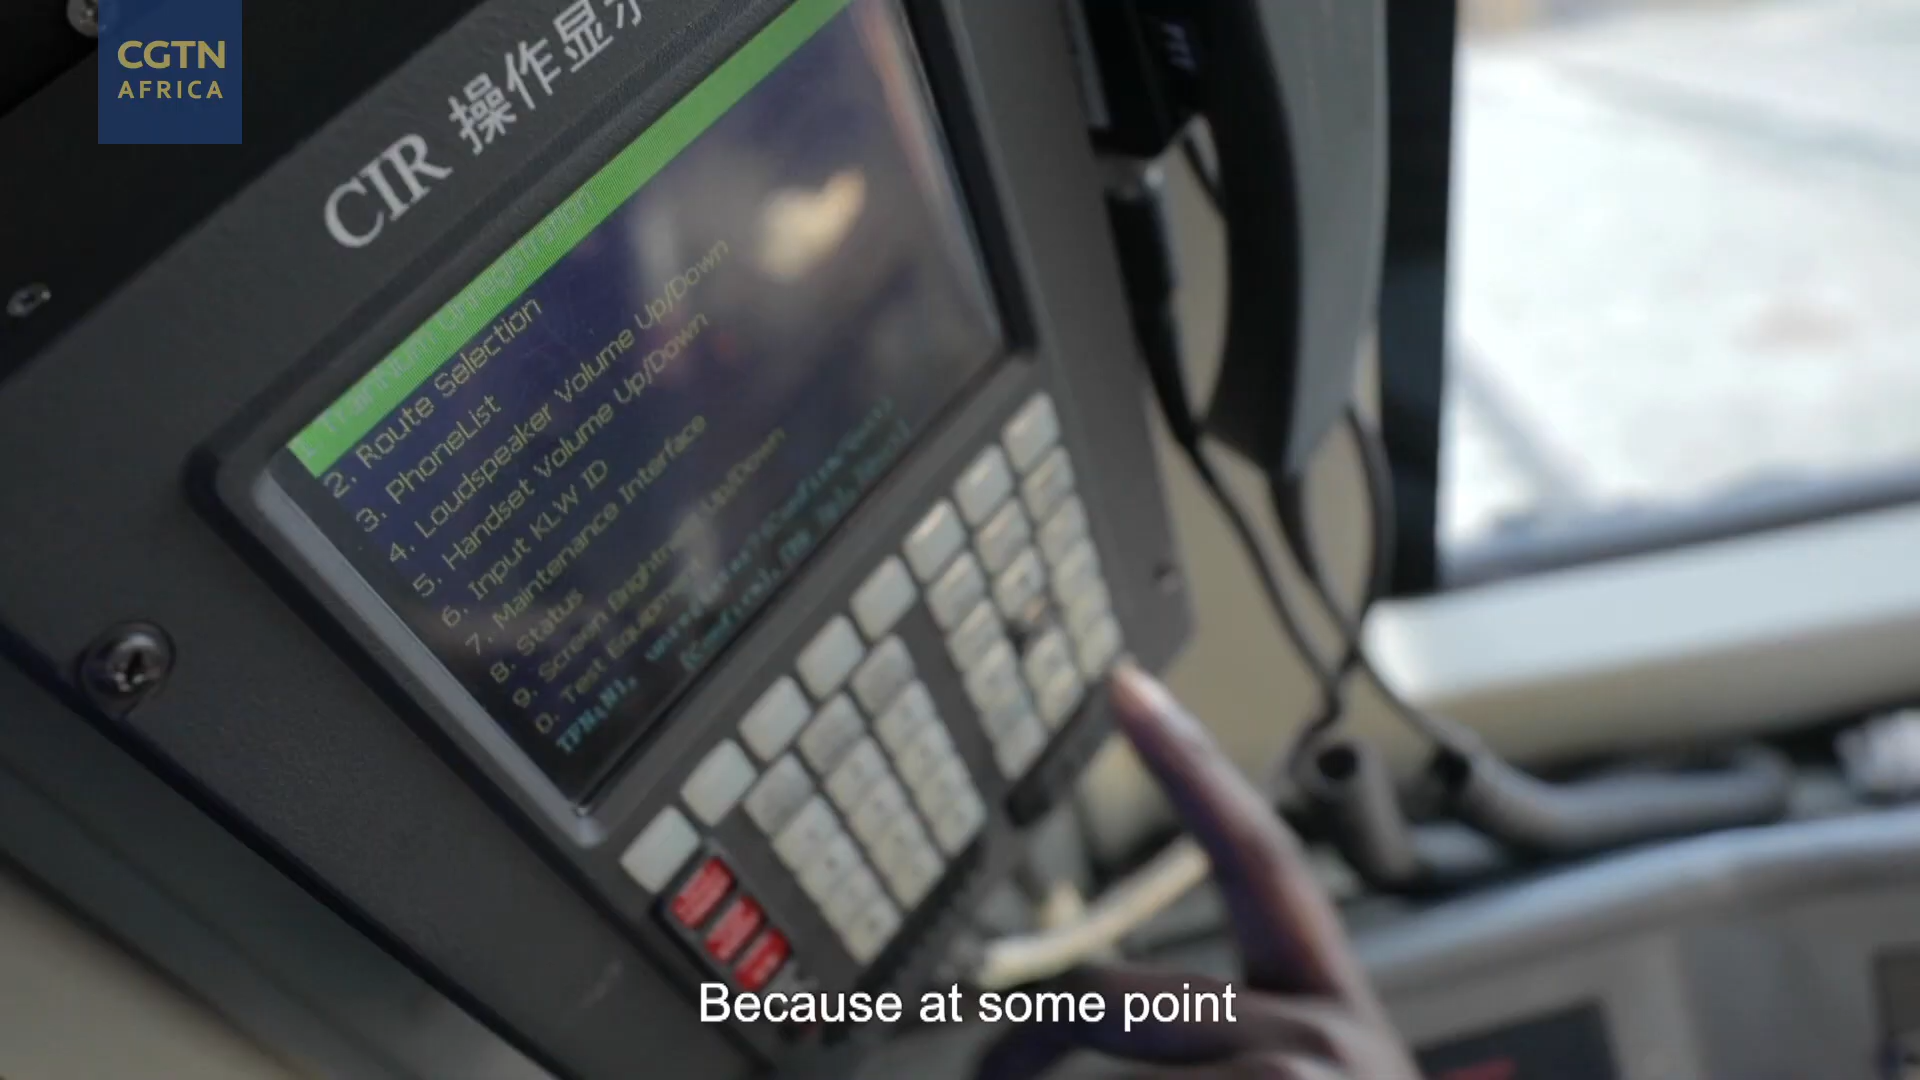 CGTN
AFRICA
CIR 操作显示
2. Route Selection
3. PhoneList
4. Loudspeaker Volume Up/Down
5. Handset Volume Up/Down
6. Input KLW ID
7. Maintenance Interface
8. Status
9. Screen Brightness Up/Down
0. Test Equipment
Because at some point